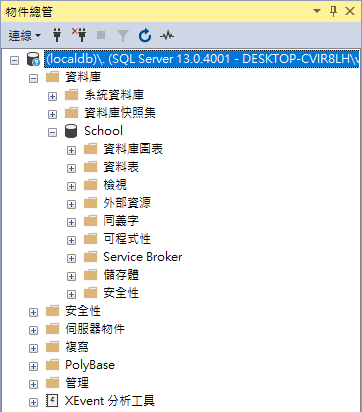 物件總管
連線
(localdb)\. (SQL Server 13.0.4001 - DESKTOP-CVIR8LH\
資料庫
系統資料庫
資料庫快照集
School
資料庫圖表
資料表
檢視
外部資源
同義字
可程式性
Service Broker
儲存體
安全性
安全性
伺服器物件
複寫
PolyBase
管理
XEvent 分析工具